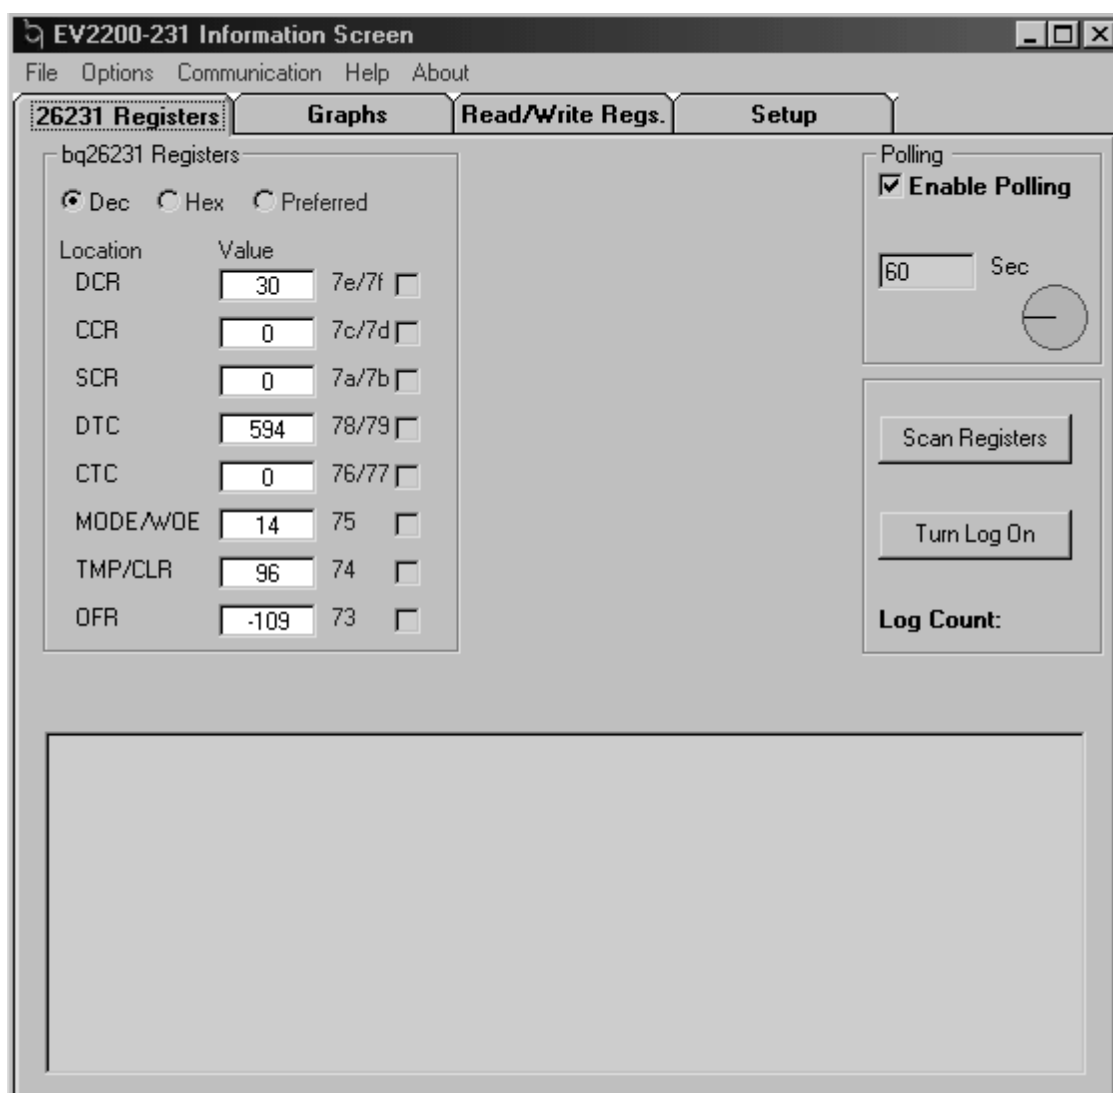 EV2200-231 Information Screen
File Options Communication Help About
26231 Registers Graphs Read/Write Regs. Setup
bq26231 Registers
Dec Hex Preferred
Location Value
DCR 30 7e/7f
CCR 0 7c/7d
SCR 0 7a/7b
DTC 594 78/79
CTC 0 76/77
MODE/WOE 14 75
TMP/CLR 96 74
OFR -109 73
Polling
Enable Polling
60 Sec
Scan Registers
Turn Log On
Log Count: